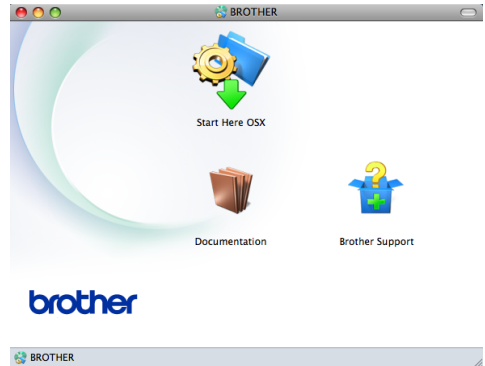 BROTHER
Start Here OSX
Documentation
Brother Support
brother
BROTHER